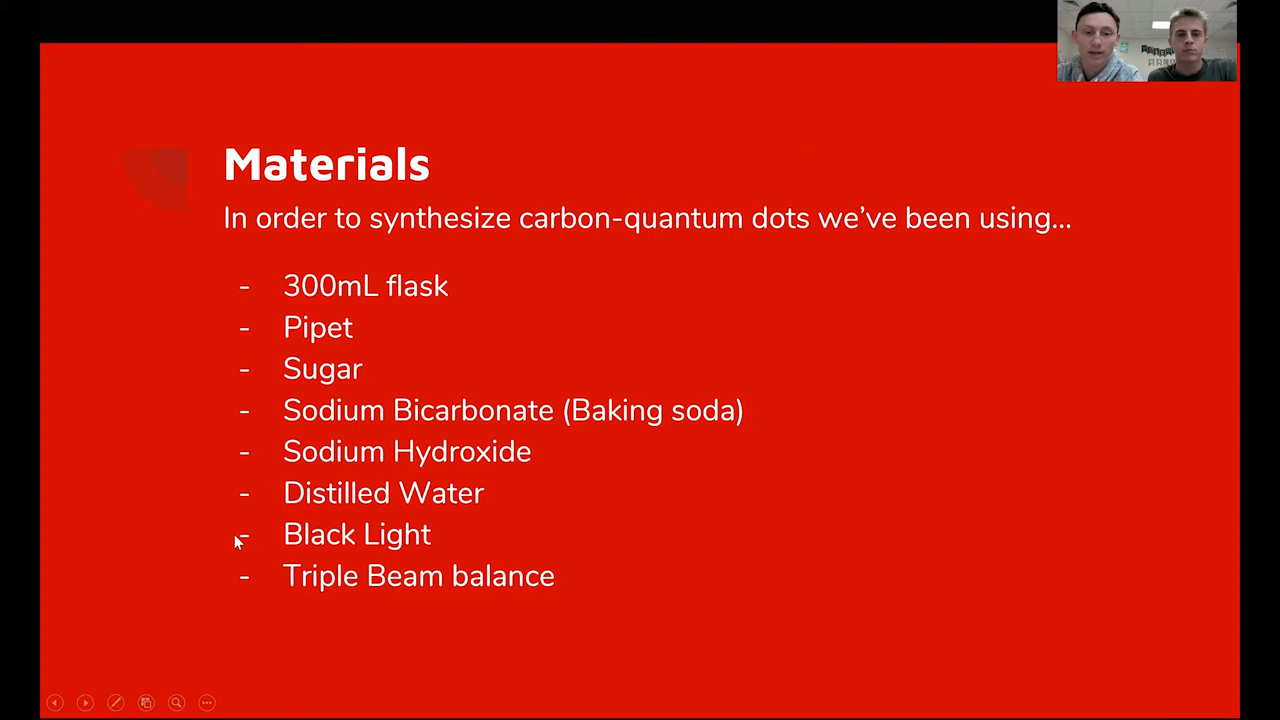 Materials
In order to synthesize carbon-quantum dots we've been using...
- 300mL flask
- Pipet
- Sugar
- Sodium Bicarbonate (Baking soda)
- Sodium Hydroxide
- Distilled Water
- Black Light
- Triple Beam balance